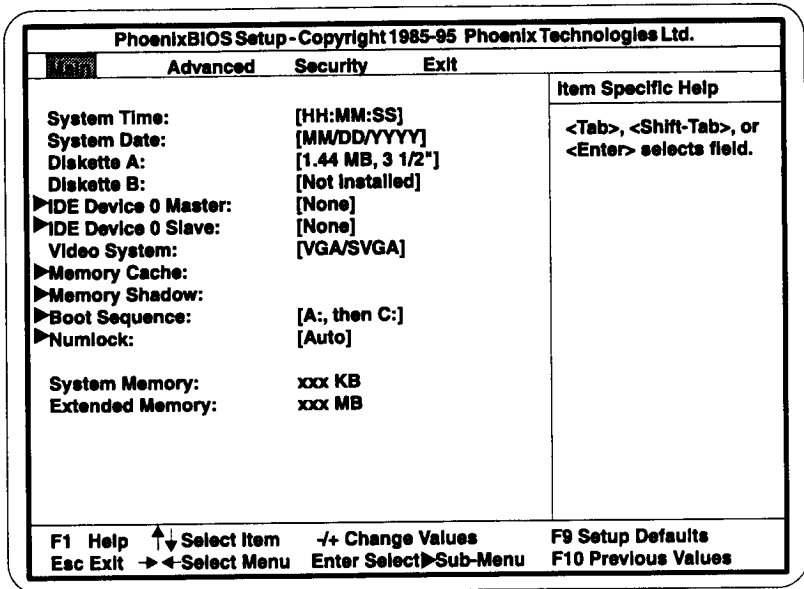 PhoenixBIOS Setup - Copyright 1985-95 Phoenix Technologies Ltd.
Main Advanced Security Exit
Item Specific Help
<Tab>, <Shift-Tab>, or
<Enter> selects field.
System Time: [HH:MM:SS]
System Date: [MM/DD/YYYY]
Diskette A: [1.44 MB, 3 1/2"]
Diskette B: [Not Installed]
▶IDE Device 0 Master: [None]
▶IDE Device 0 Slave: [None]
Video System: [VGA/SVGA]
▶Memory Cache:
▶Memory Shadow:
▶Boot Sequence: [A:, then C:]
▶Numlock: [Auto]
System Memory: xxx KB
Extended Memory: xxx MB
F1 Help ↑↓ Select Item -/+ Change Values F9 Setup Defaults
Esc Exit →← Select Menu Enter Select▶Sub-Menu F10 Previous Values